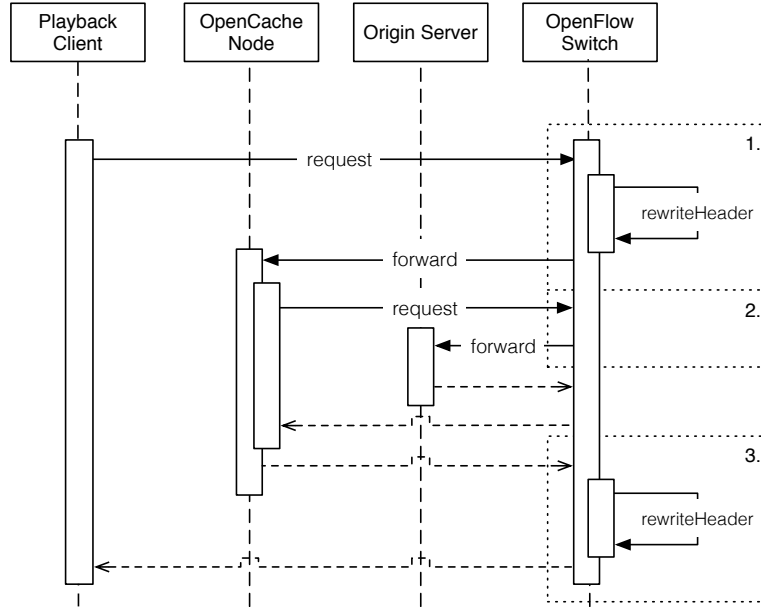 Playback
Client
OpenCache
Node
Origin Server
OpenFlow
Switch
1.
request
rewriteHeader
forward
request
2.
forward
3.
rewriteHeader